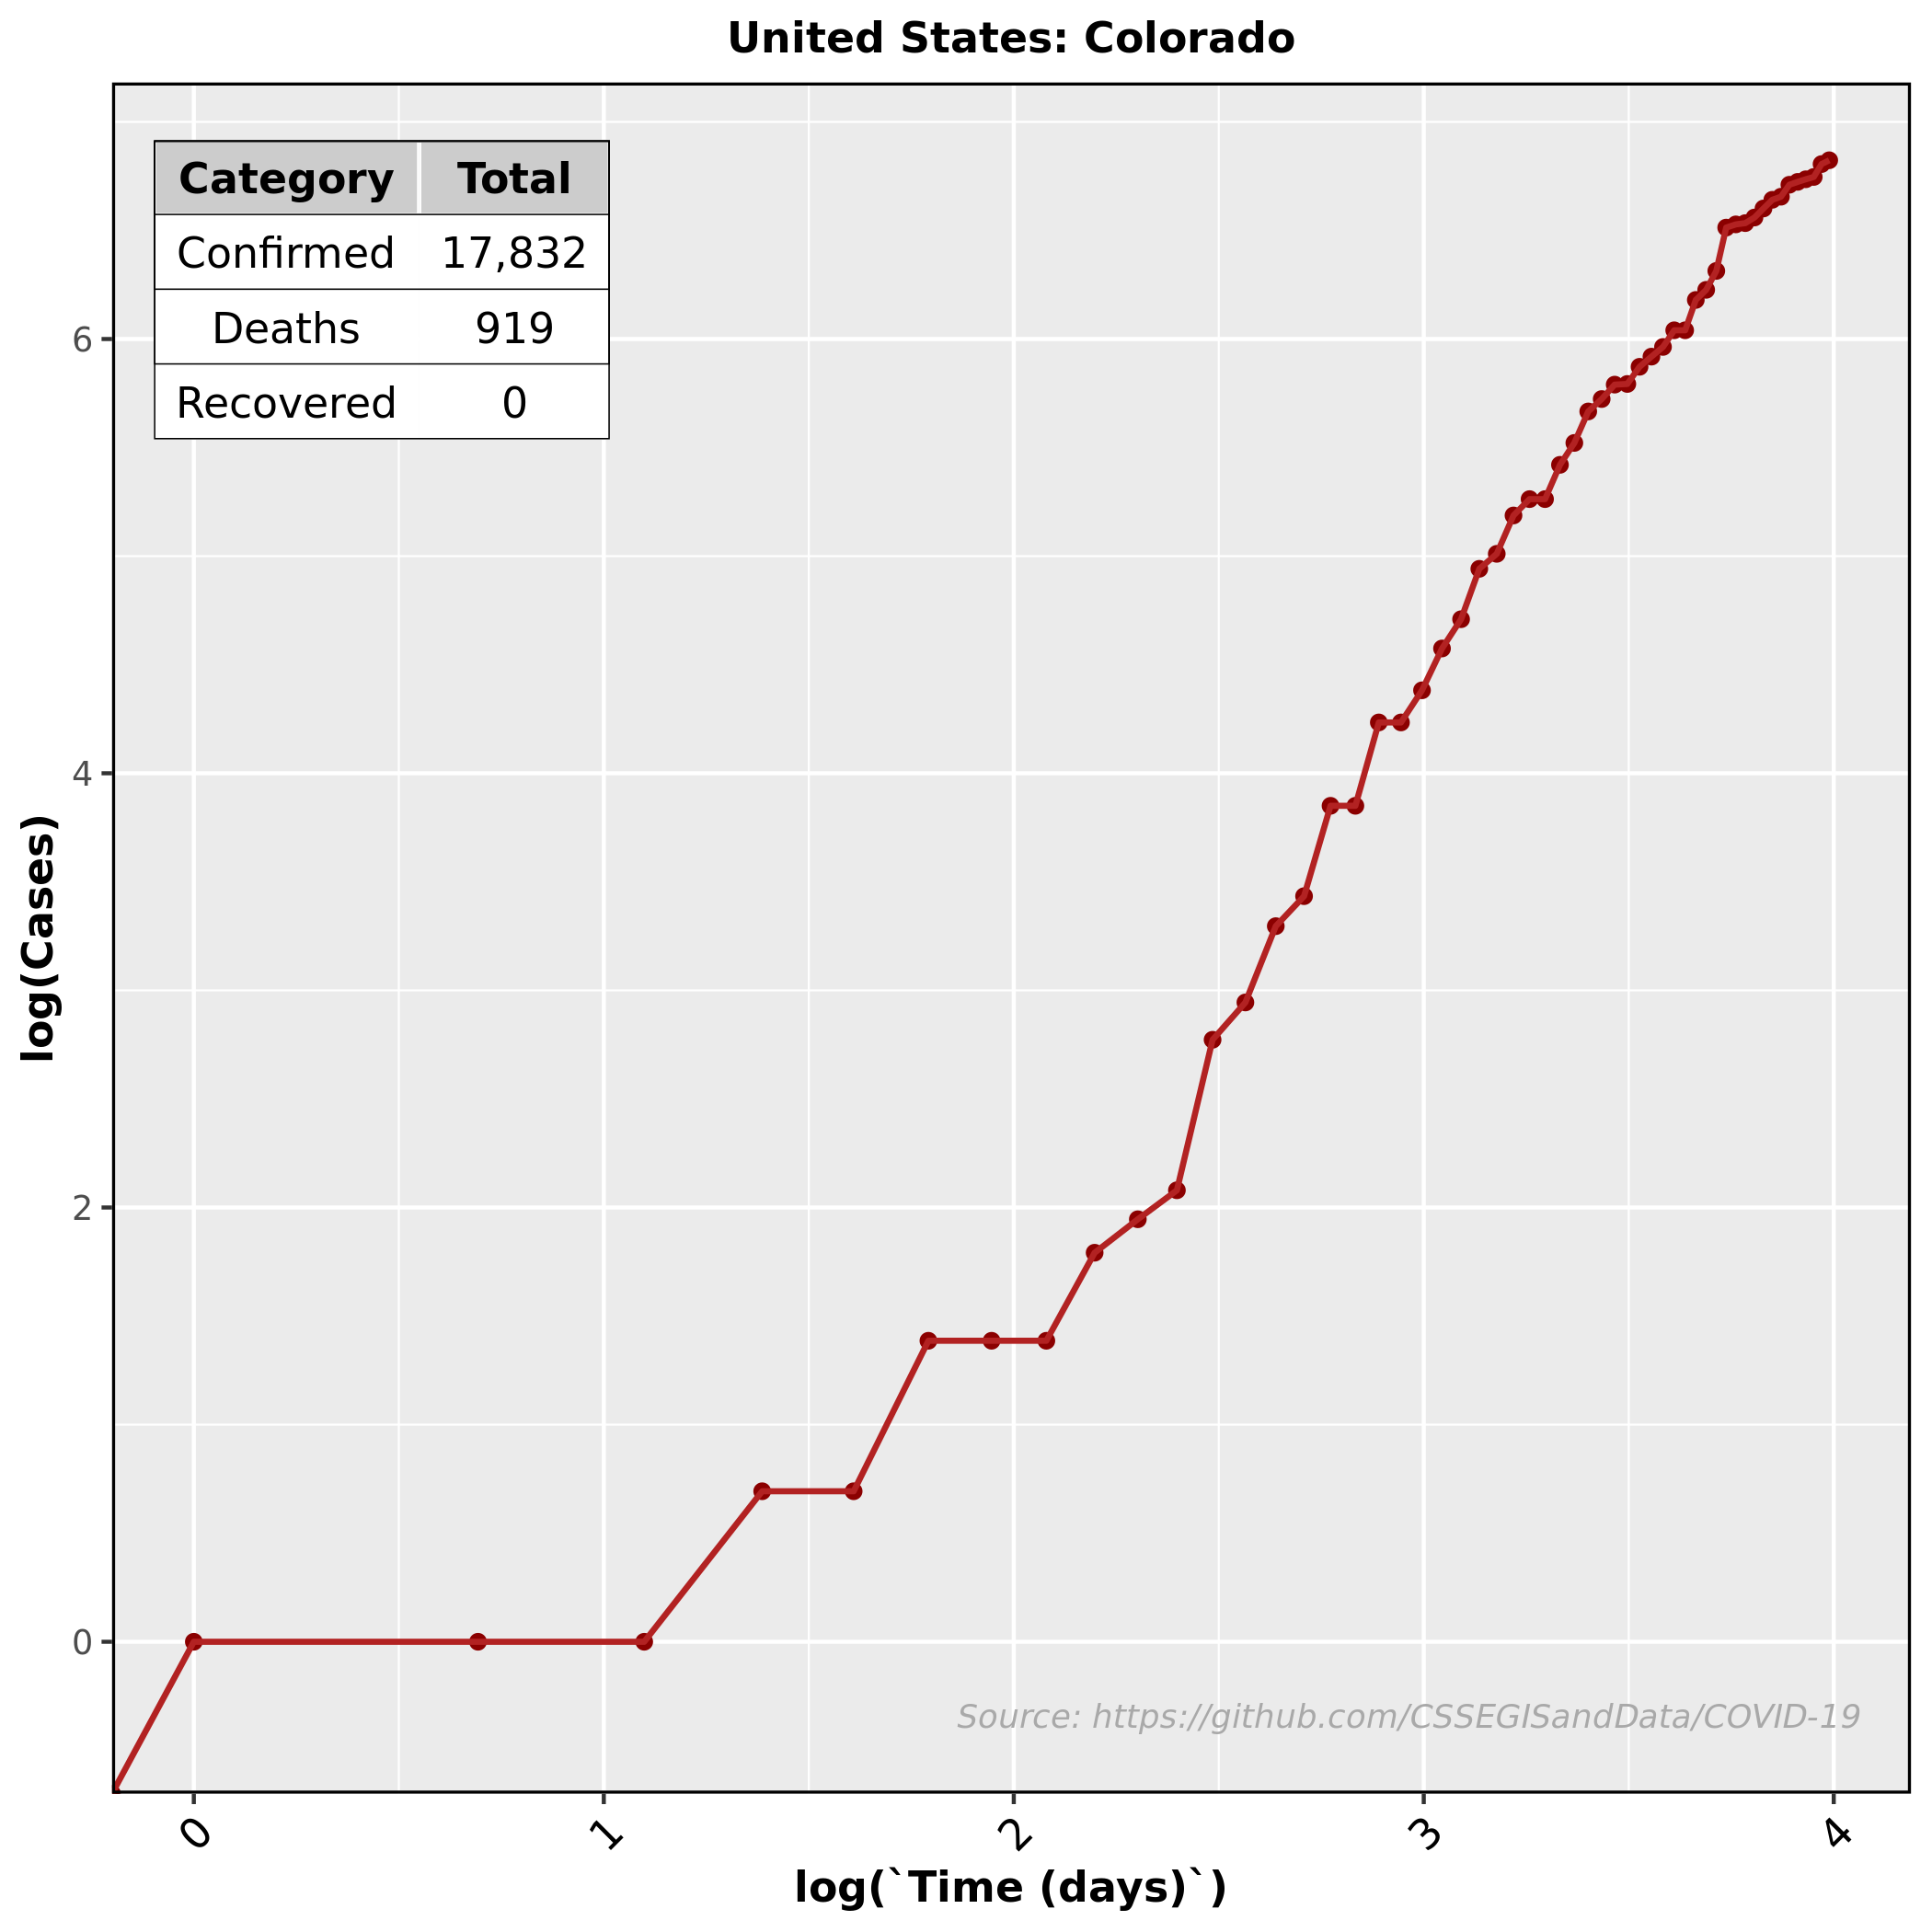 United States: Colorado
Category Total
Confirmed 17,832
Deaths 919
Recovered 0
6
4
2
0
log(Cases)
Source: https://github.com/CSSEGISandData/COVID-19
0 1 2 3 4
log(`Time (days)`)